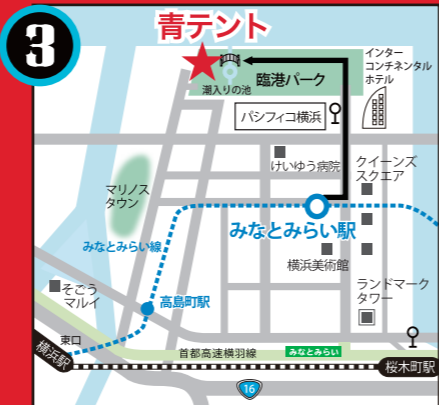 3
青テント
臨港パーク
潮入りの池
インター
コンチネンタル
ホテル
パシフィコ横浜
けいゆう病院
クイーンズ
スクエア
マリノス
タウン
みなとみらい駅
みなとみらい線
横浜美術館
ランドマーク
タワー
そごう
マルイ
高島町駅
東口
横浜駅
首都高速横羽線
みなとみらい
桜木町駅
16